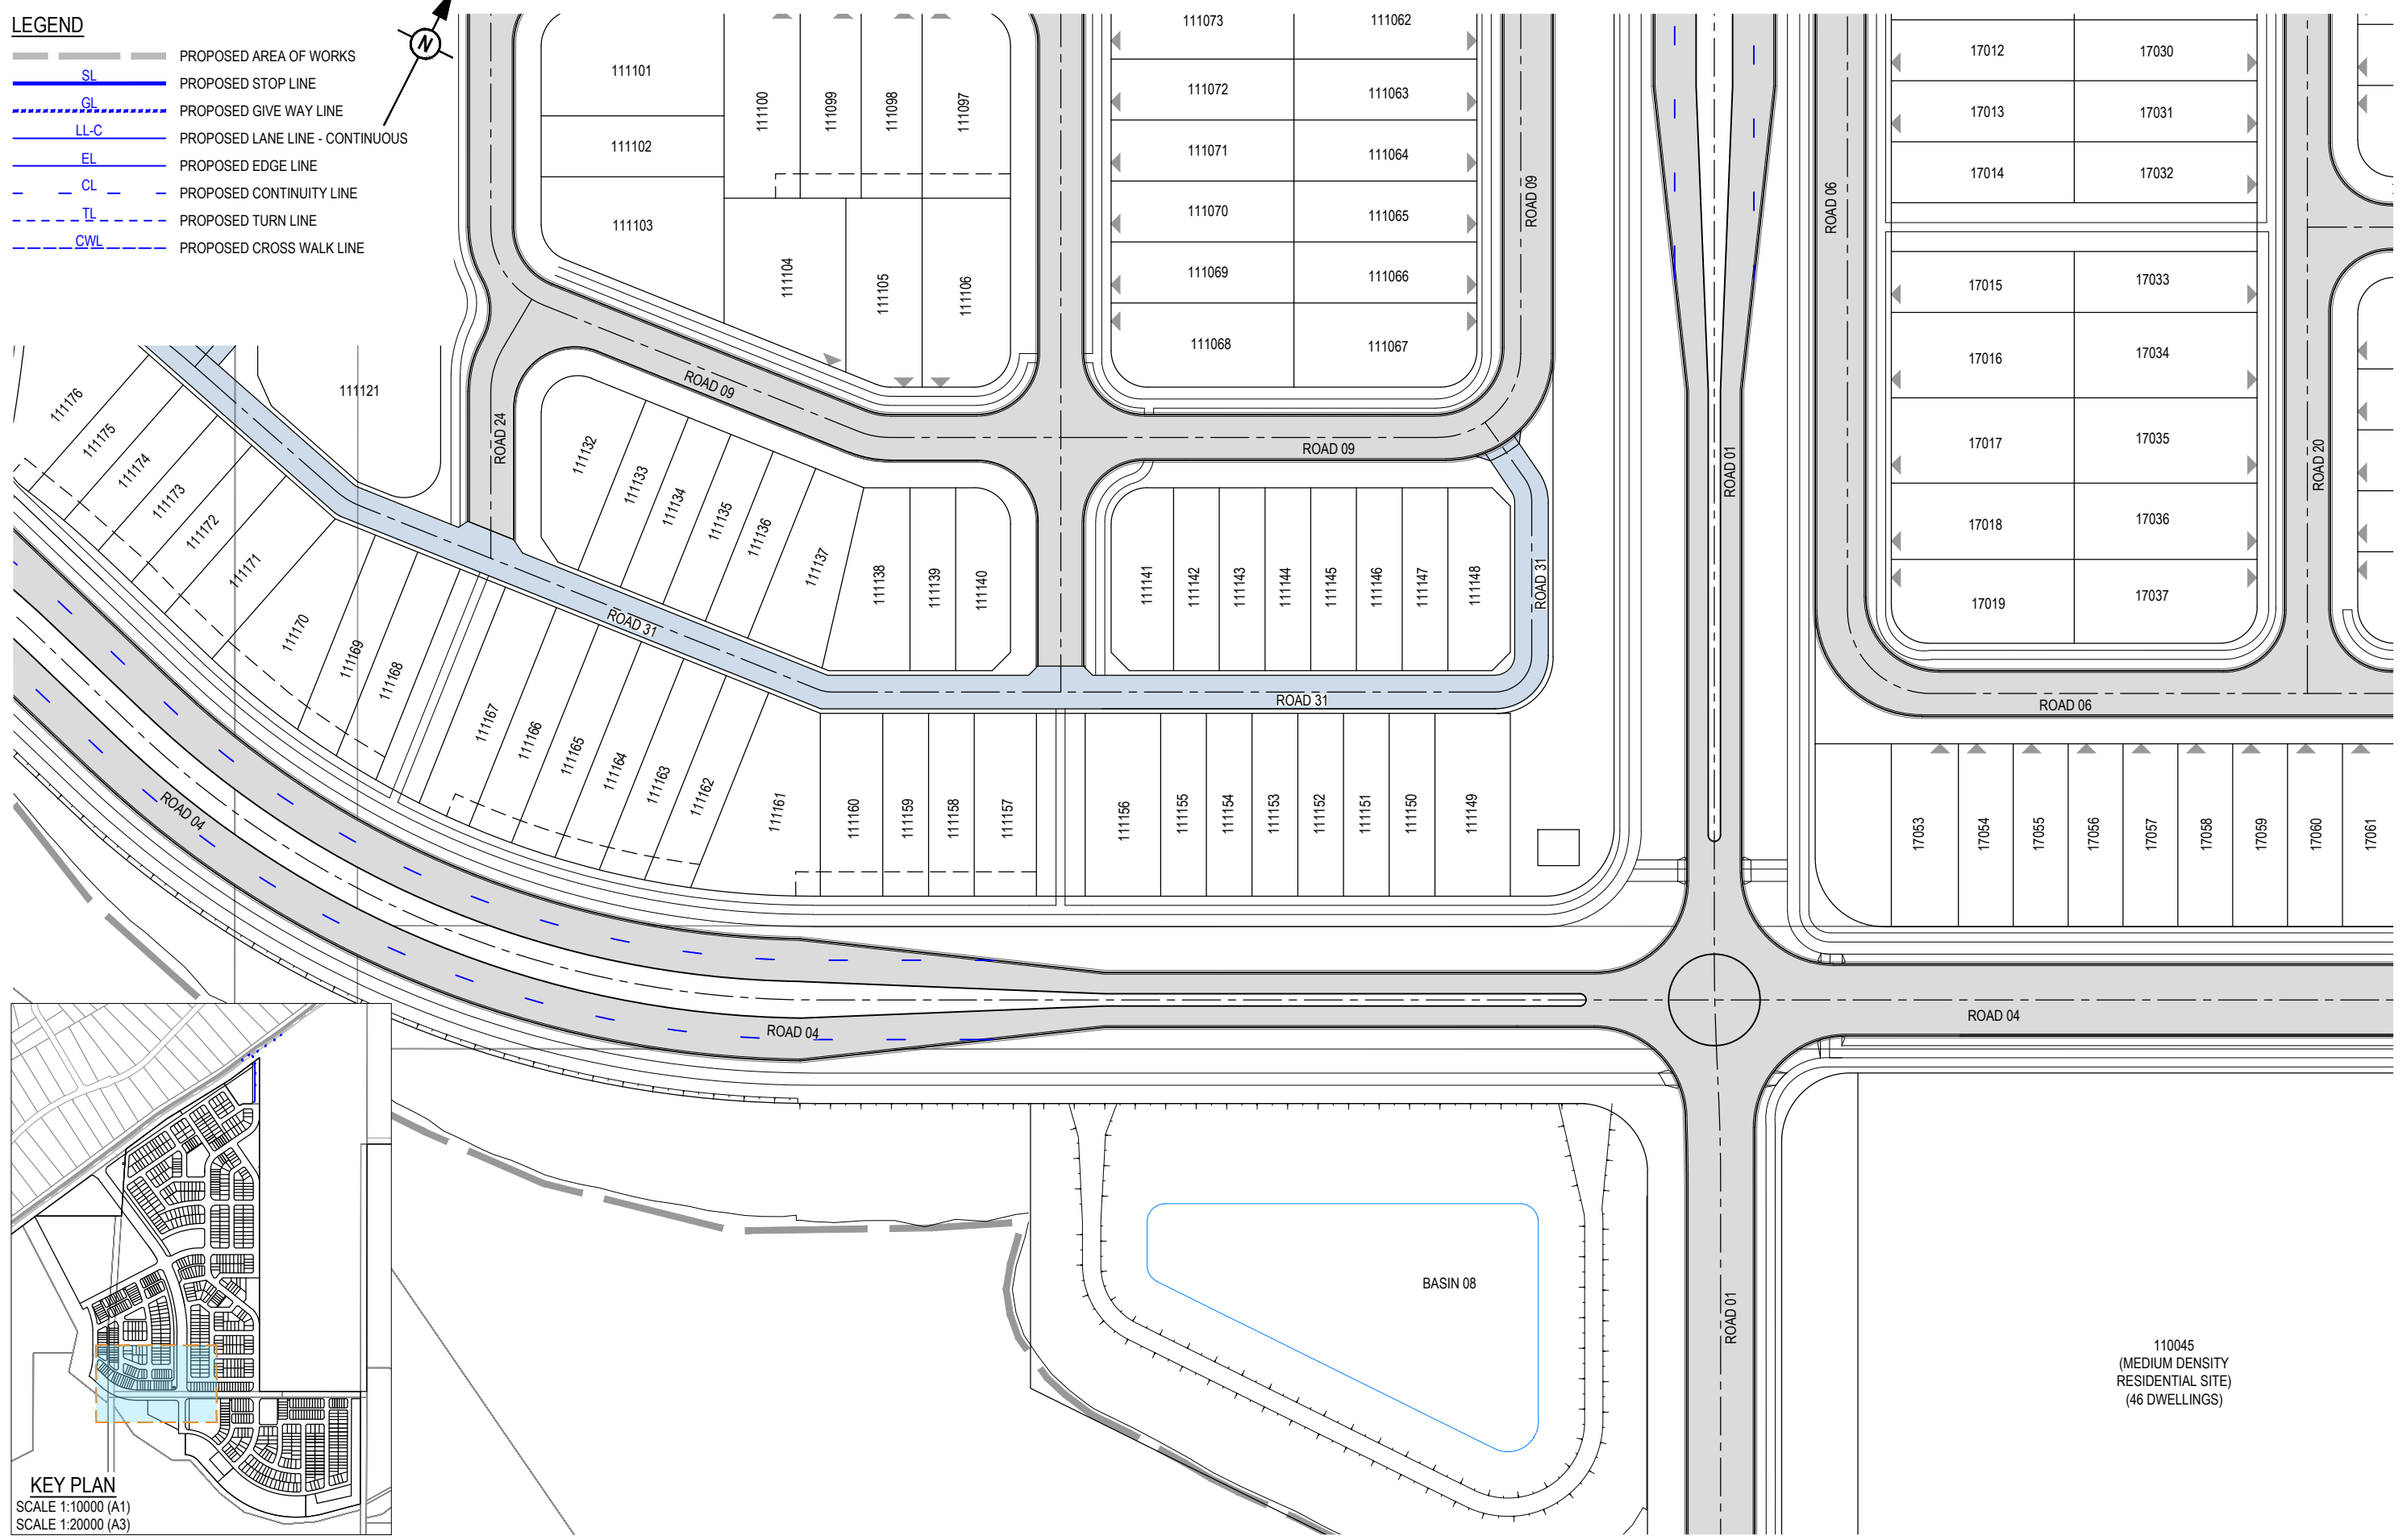 LEGEND
PROPOSED AREA OF WORKS
SL
PROPOSED STOP LINE
GL
PROPOSED GIVE WAY LINE
LL-C
PROPOSED LANE LINE - CONTINUOUS
EL
PROPOSED EDGE LINE
CL
PROPOSED CONTINUITY LINE
TL
PROPOSED TURN LINE
CWL
PROPOSED CROSS WALK LINE
N
111101
111102
111103
111100
111099
111098
111097
111104
111105
111106
111073
111062
111072
111063
111071
111064
111070
111065
111069
111066
111068
111067
ROAD 09
ROAD 06
17012
17030
17013
17031
17014
17032
17015
17033
17016
17034
17017
17035
17018
17036
17019
17037
ROAD 20
ROAD 01
111121
111176
111175
111174
111173
111172
111171
111170
111169
111168
ROAD 24
ROAD 09
ROAD 09
111132
111133
111134
111135
111136
111137
111138
111139
111140
111141
111142
111143
111144
111145
111146
111147
111148
ROAD 31
ROAD 31
ROAD 31
ROAD 06
111167
111166
111165
111164
111163
111162
111161
111160
111159
111158
111157
111156
111155
111154
111153
111152
111151
111150
111149
17053
17054
17055
17056
17057
17058
17059
17060
17061
ROAD 04
ROAD 04
ROAD 04
BASIN 08
ROAD 01
110045
(MEDIUM DENSITY
RESIDENTIAL SITE)
(46 DWELLINGS)
KEY PLAN
SCALE 1:10000 (A1)
SCALE 1:20000 (A3)